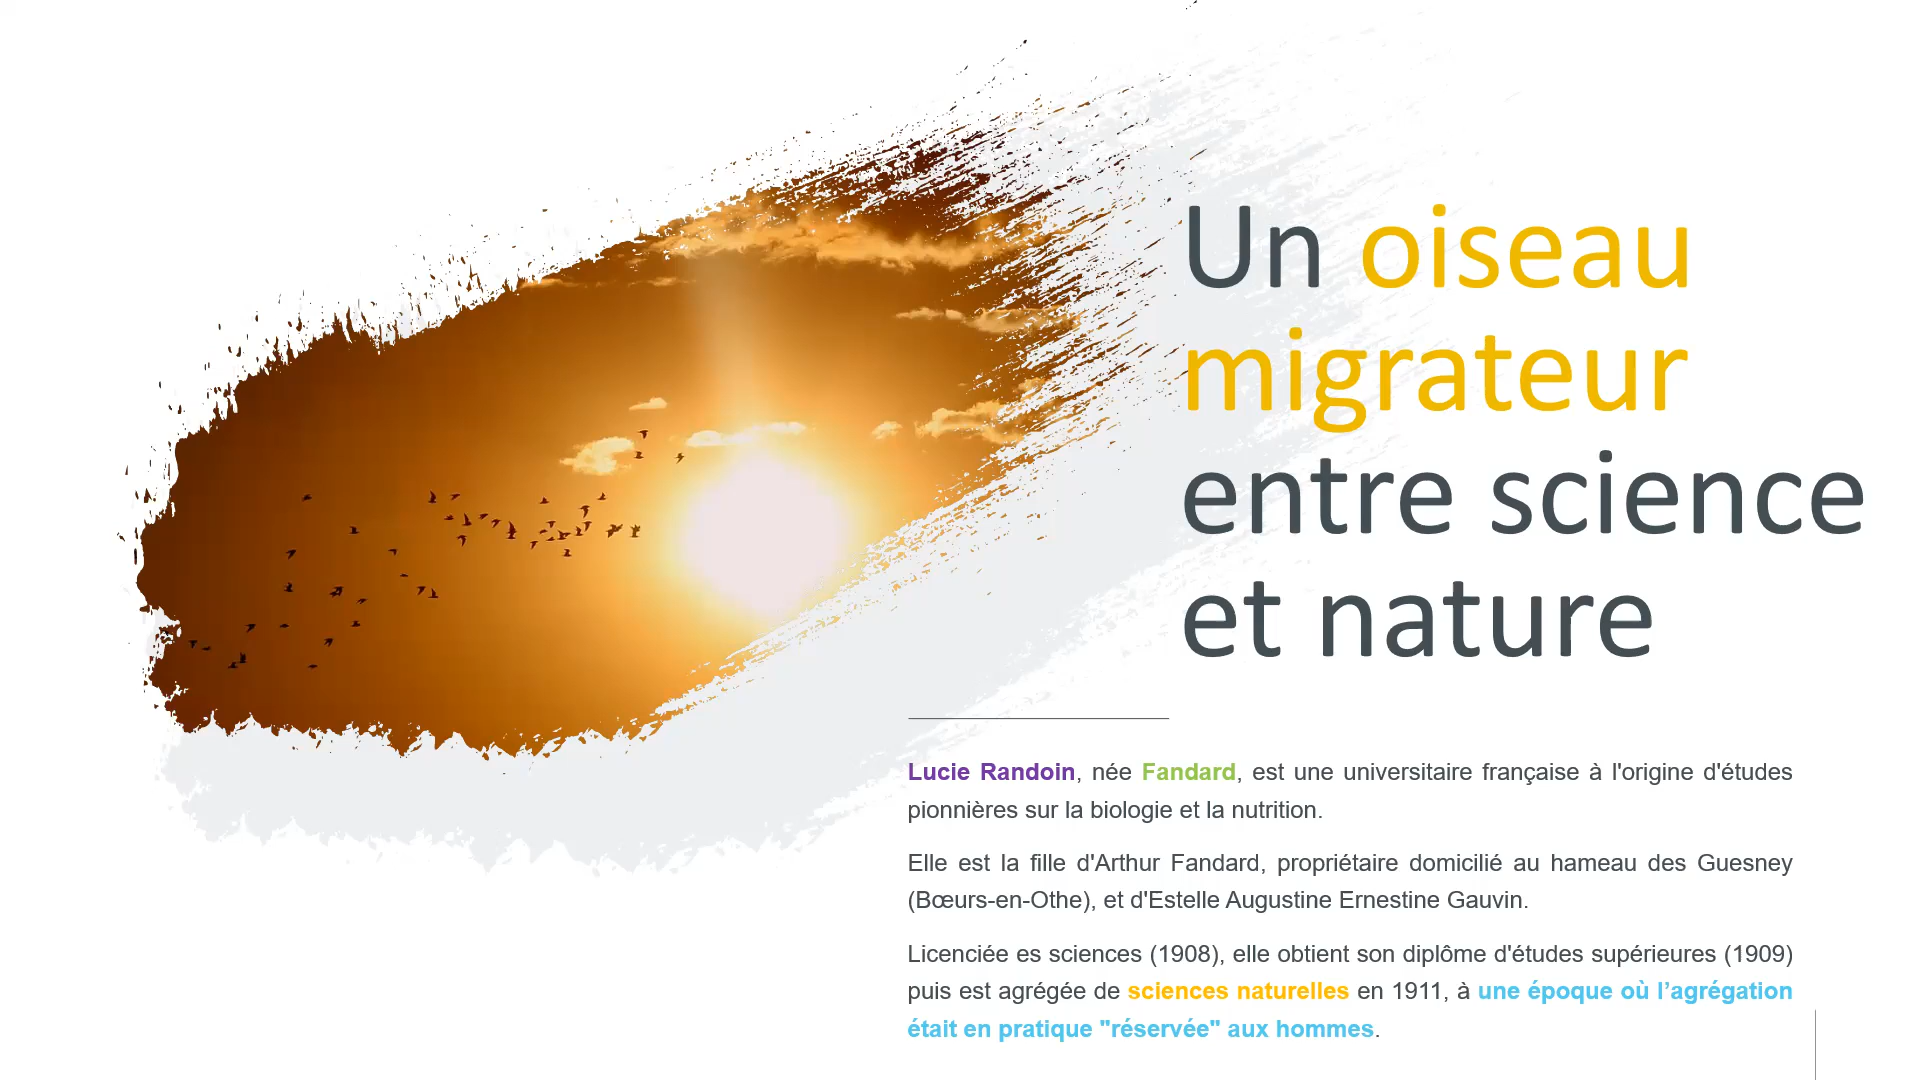 Un oiseau
migrateur
entre science
et nature
Lucie Randoin, née Fandard, est une universitaire française à l'origine d'études
pionnières sur la biologie et la nutrition.
Elle est la fille d'Arthur Fandard, propriétaire domicilié au hameau des Guesney
(Bœurs-en-Othe), et d'Estelle Augustine Ernestine Gauvin.
Licenciée es sciences (1908), elle obtient son diplôme d'études supérieures (1909)
puis est agrégée de sciences naturelles en 1911, à une époque où l’agrégation
était en pratique "réservée" aux hommes.